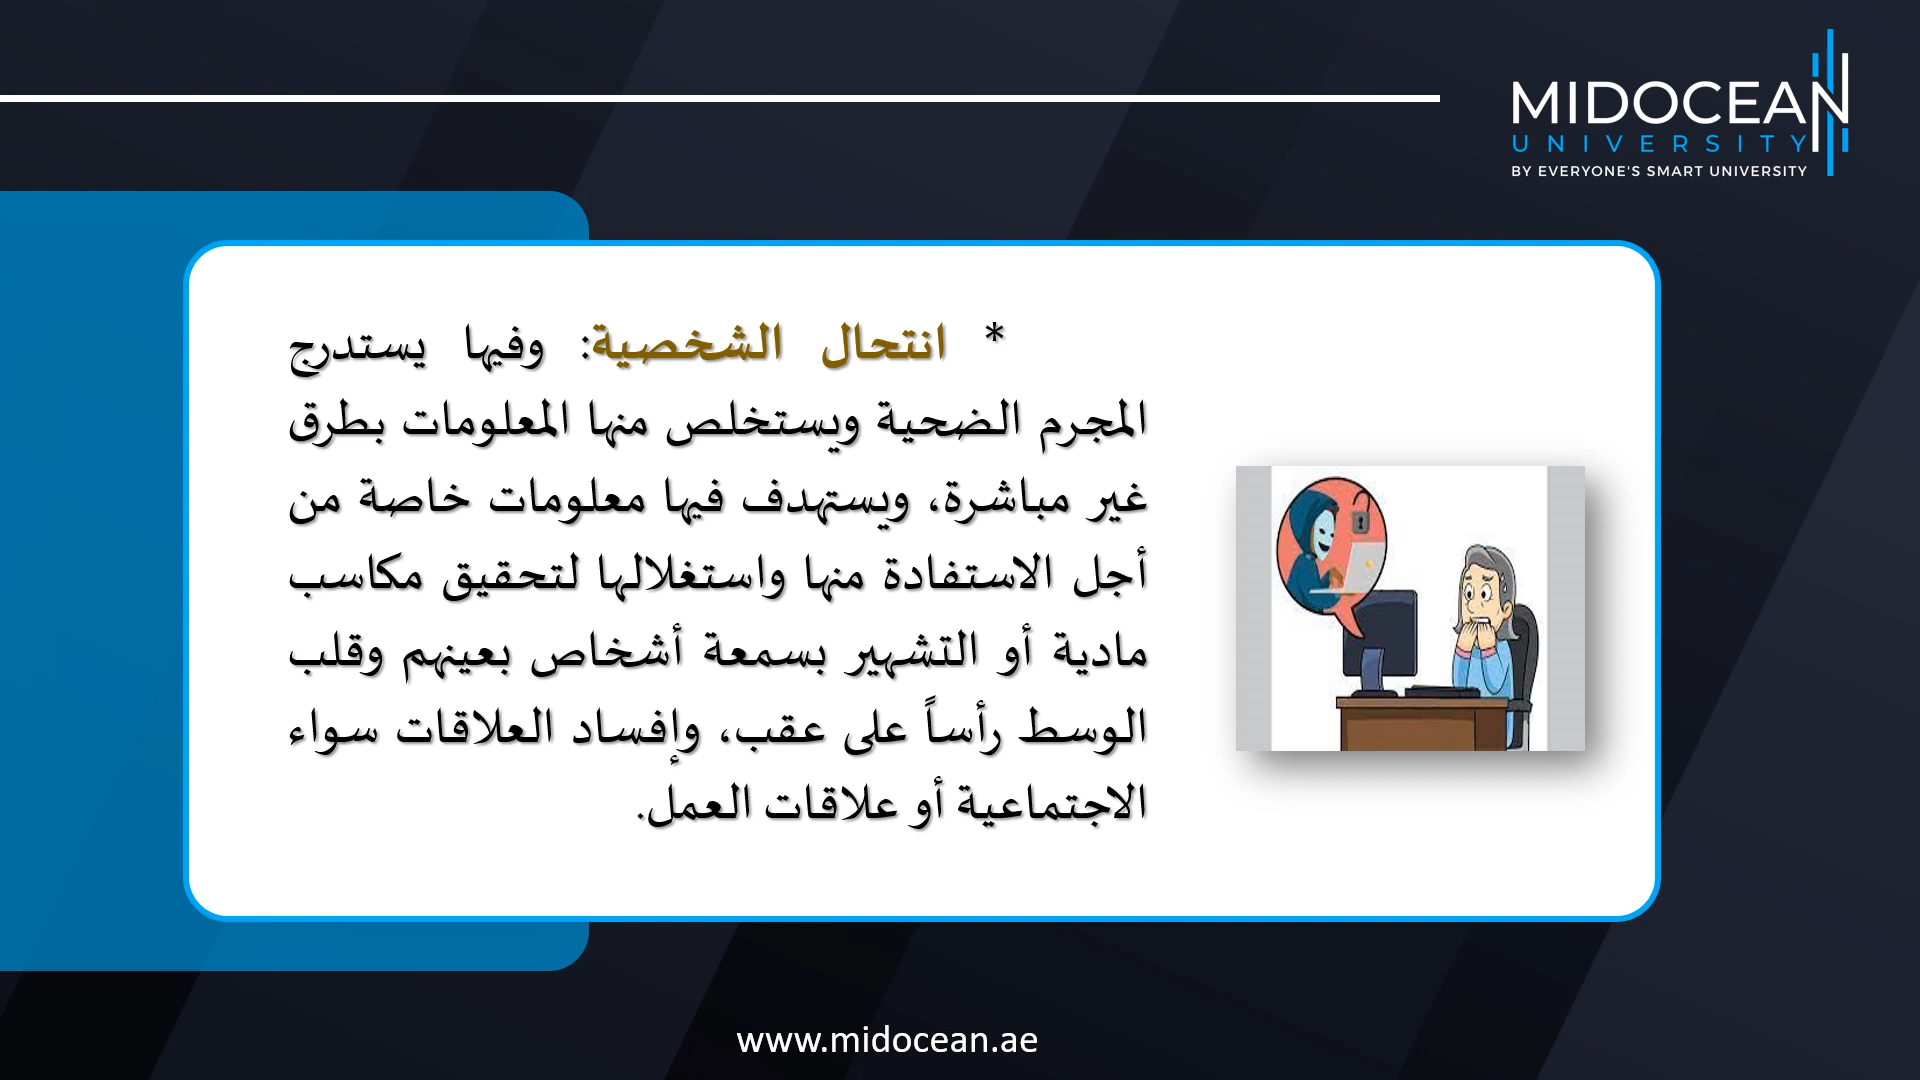 MIDOCEAN
UNIVERSITY
BY EVERYONE'S SMART UNIVERSITY
* انتحال الشخصية: وفيها يستدرج
المجرم الضحية ويستخلص منها المعلومات بطرق
غير مباشرة، ويستهدف فيها معلومات خاصة من
أجل الاستفادة منها واستغلالها لتحقيق مكاسب
مادية أو التشهير بسمعة أشخاص بعينهم وقلب
الوسط رأساً على عقب، وإفساد العلاقات سواء
الاجتماعية أو علاقات العمل.
www.midocean.ae